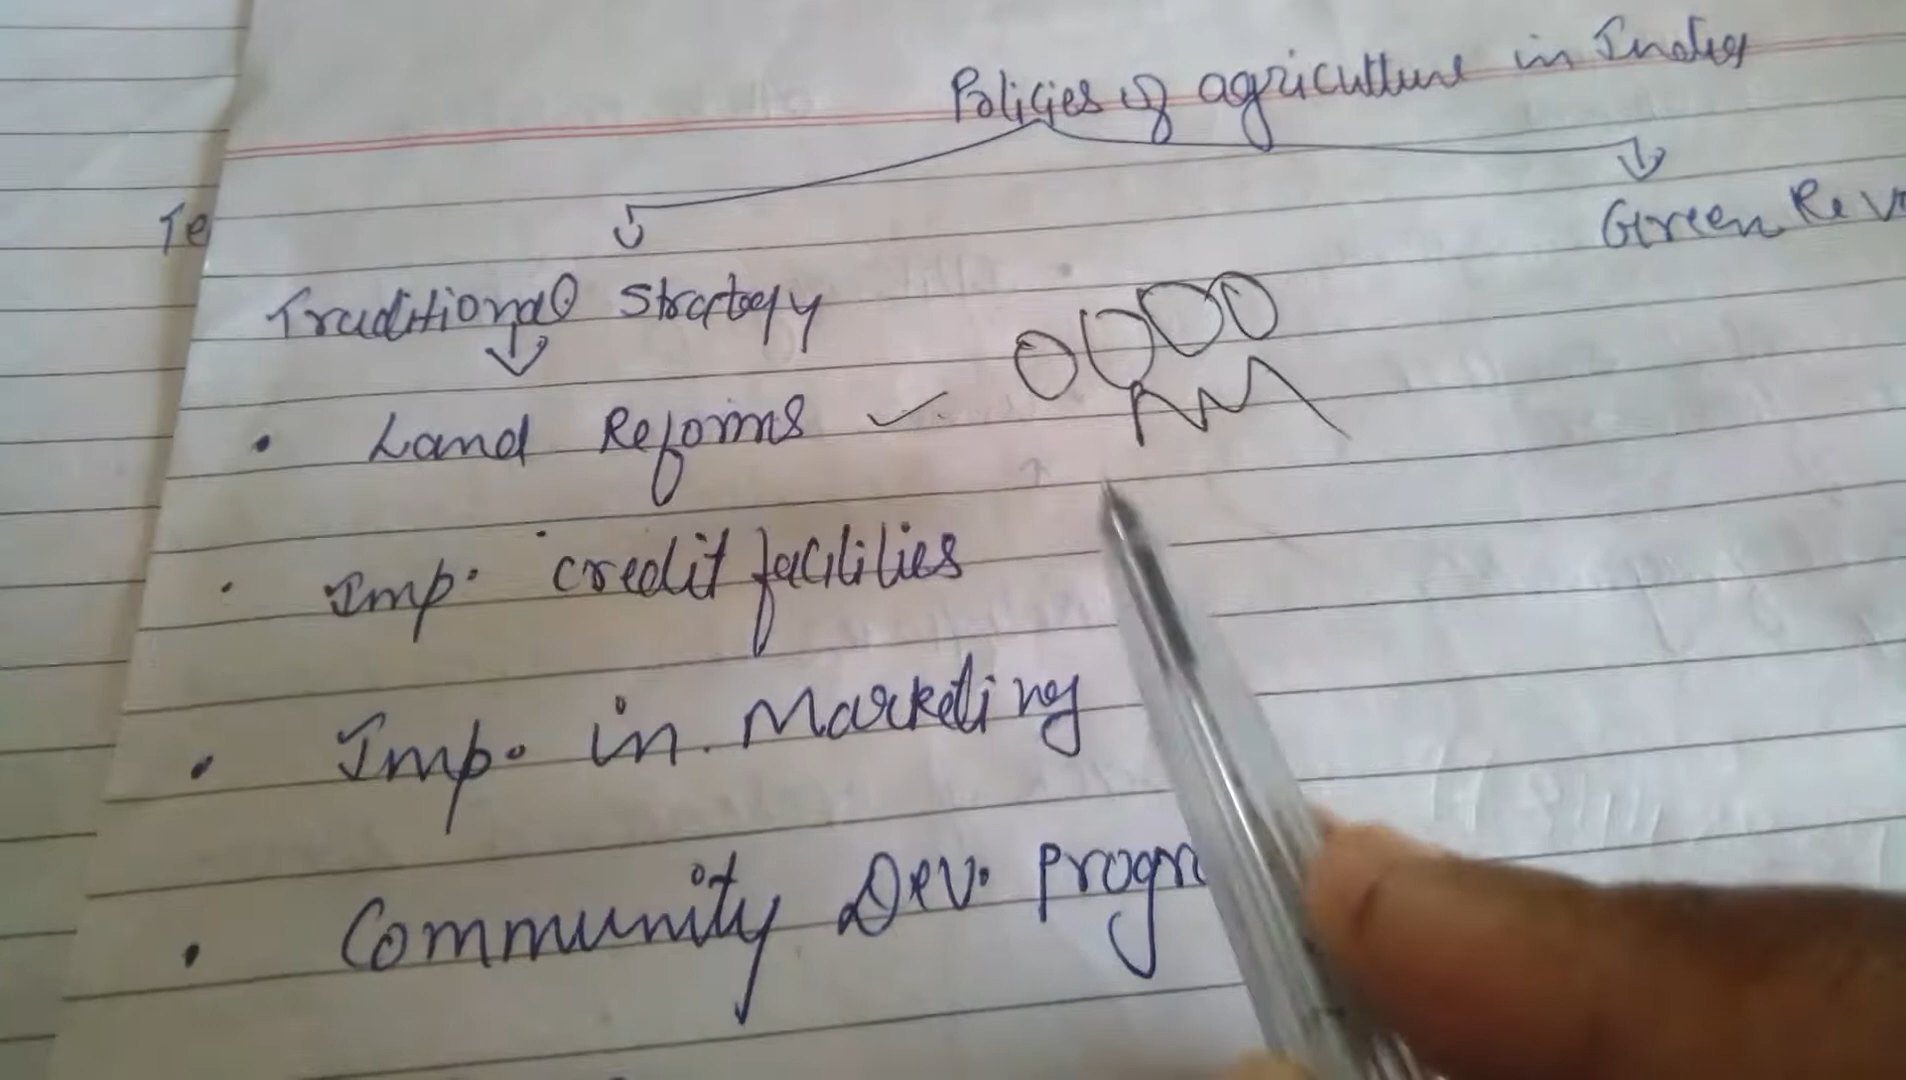 Policies of agriculture in India
Te
Green Rev
Traditional Strategy
• Land Reforms ✓
• Imp. credit facilities
• Imp. in. Marketing
• Community Dev. Progr